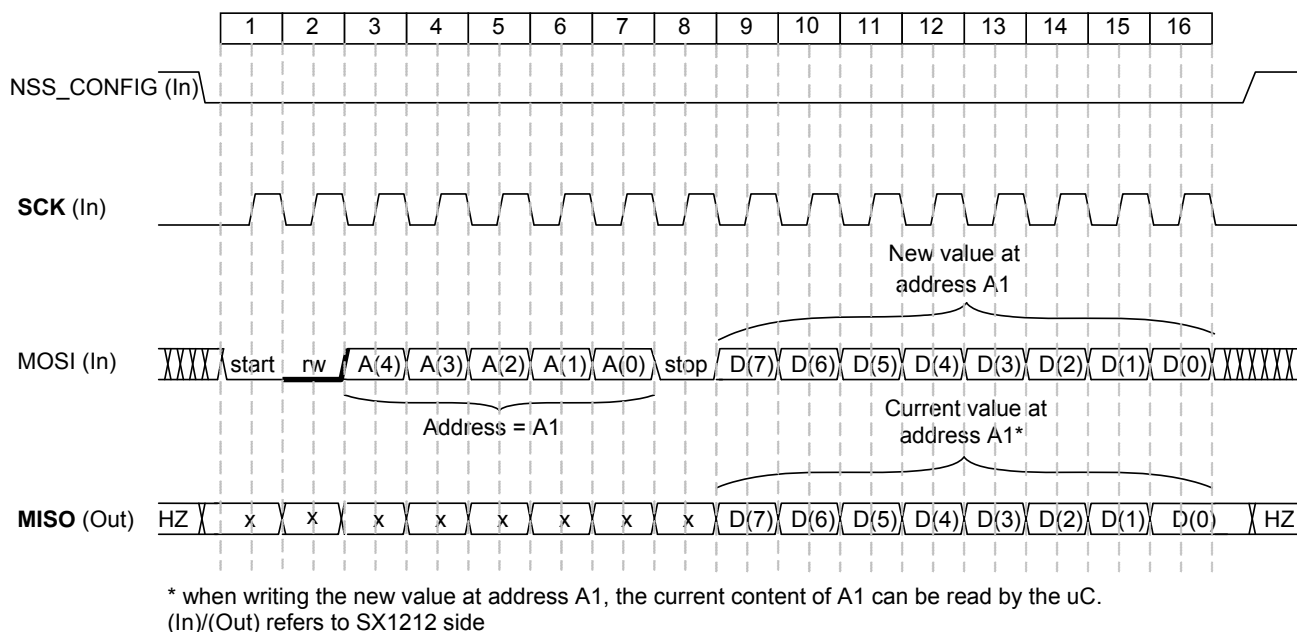 1 2 3 4 5 6 7 8 9 10 11 12 13 14 15 16
NSS_CONFIG (In)
SCK (In)
New value at
address A1
MOSI (In) start rw A(4) A(3) A(2) A(1) A(0) stop D(7) D(6) D(5) D(4) D(3) D(2) D(1) D(0)
Address = A1
Current value at
address A1*
MISO (Out) HZ x x x x x x x x D(7) D(6) D(5) D(4) D(3) D(2) D(1) D(0) HZ
* when writing the new value at address A1, the current content of A1 can be read by the uC.
(In)/(Out) refers to SX1212 side